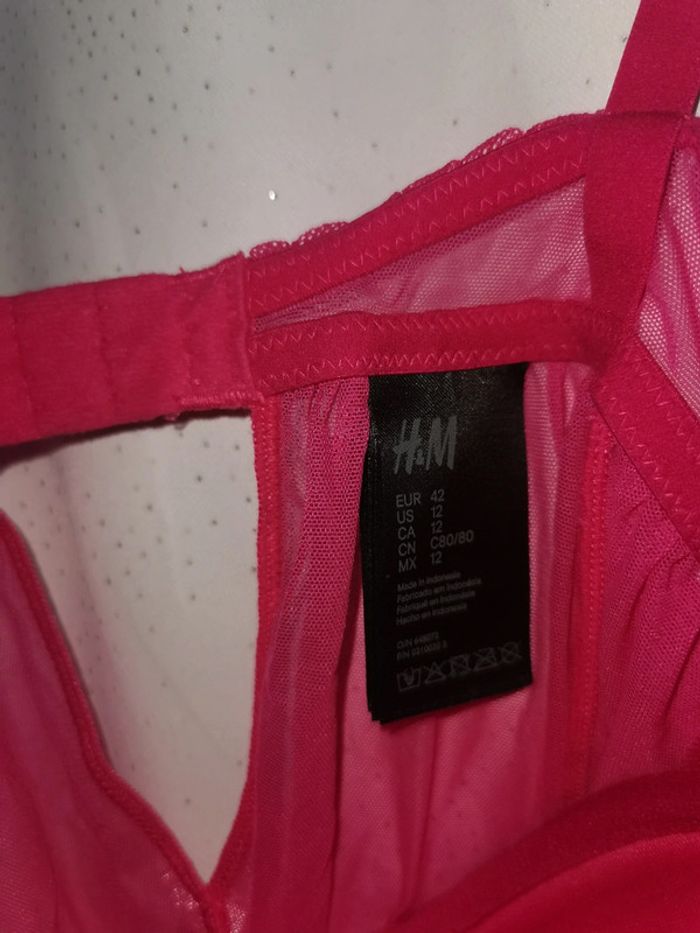 H&M
EUR 42
US 12
CA 12
CN C80/80
MX 12
Made in Indonesia
Fabricado em Indonésia
Fabriqué en Indonésie
Hecho en Indonesia
O/N 648073